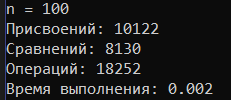 n = 100
Присвоений: 10122
Сравнений: 8130
Операций: 18252
Время выполнения: 0.002